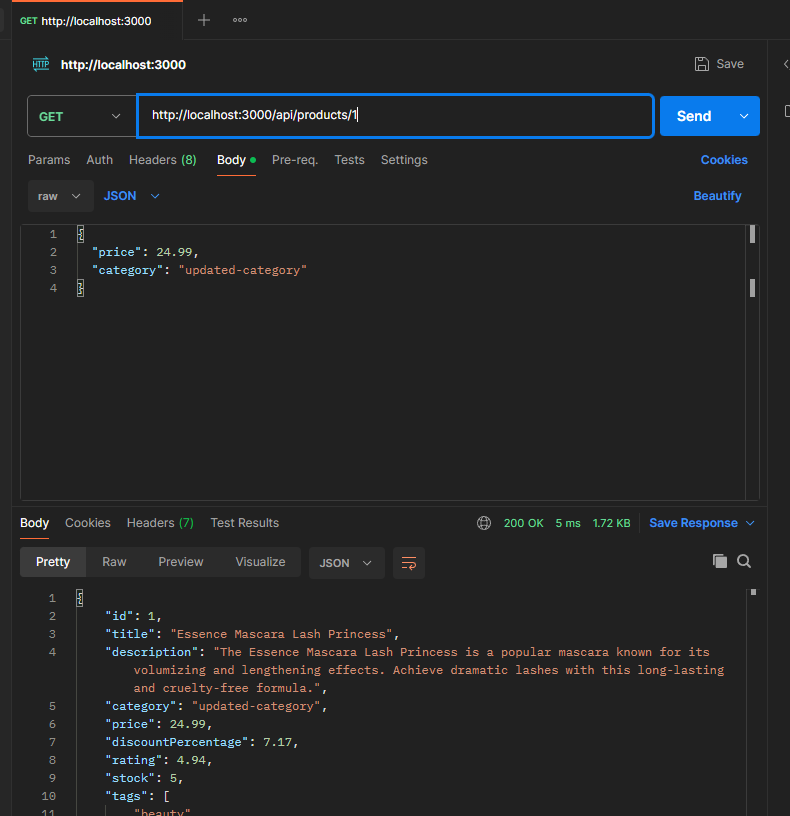 GET http://localhost:3000
HTTP http://localhost:3000 Save
GET http://localhost:3000/api/products/1 Send
Params Auth Headers (8) Body Pre-req. Tests Settings Cookies
raw JSON Beautify
1 {
2 "price": 24.99,
3 "category": "updated-category"
4 }
Body Cookies Headers (7) Test Results 200 OK 5 ms 1.72 KB Save Response
Pretty Raw Preview Visualize JSON
1 {
2 "id": 1,
3 "title": "Essence Mascara Lash Princess",
4 "description": "The Essence Mascara Lash Princess is a popular mascara known for its
volumizing and lengthening effects. Achieve dramatic lashes with this long-lasting
and cruelty-free formula.",
5 "category": "updated-category",
6 "price": 24.99,
7 "discountPercentage": 7.17,
8 "rating": 4.94,
9 "stock": 5,
10 "tags": [
11 "beauty"